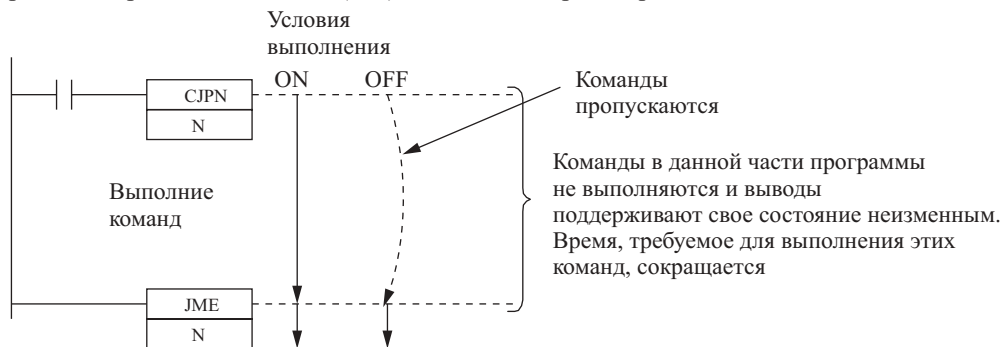 Условия
выполнения
ON OFF
CJPN
N
Команды
пропускаются
Выполние
команд
Команды в данной части программы
не выполняются и выводы
поддерживают свое состояние неизменным.
Время, требуемое для выполнения этих
команд, сокращается
JME
N